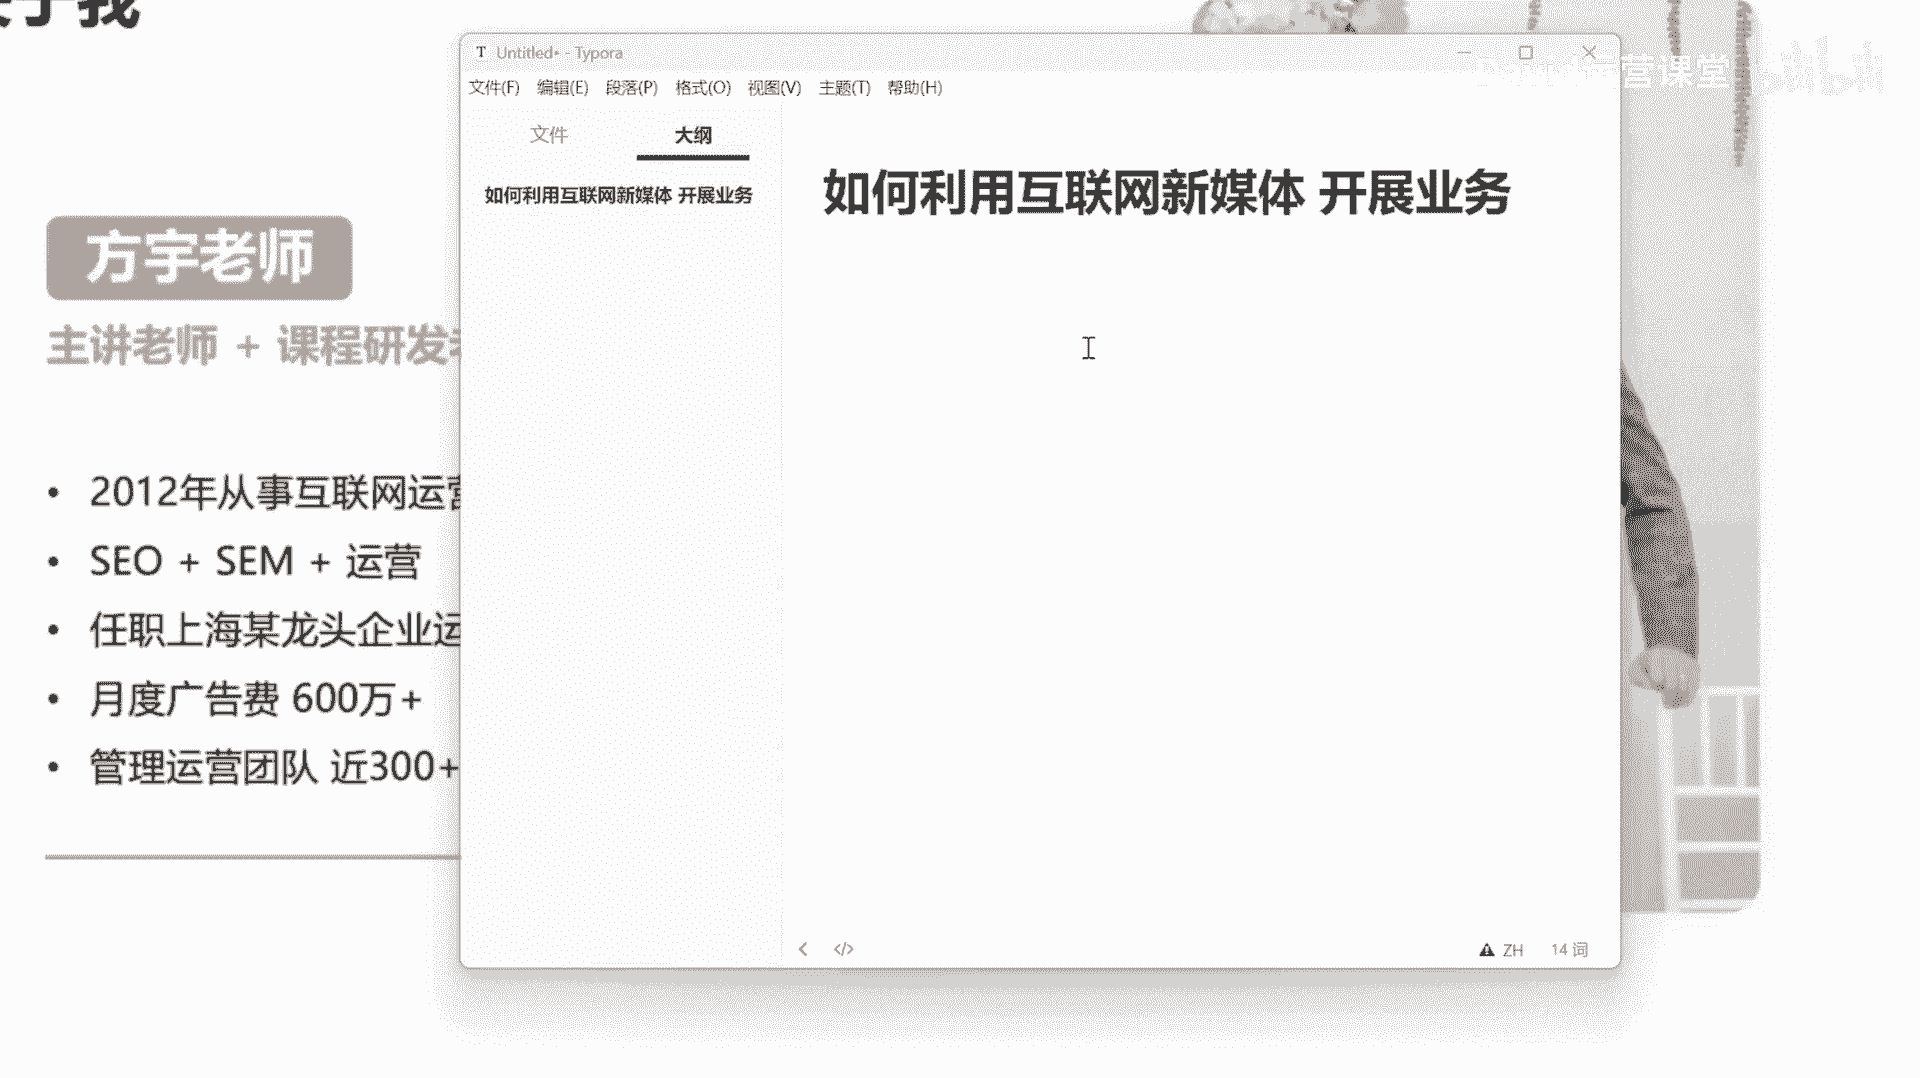 Untitled• - Typora
文件(F) 编辑(E) 段落(P) 格式(O) 视图(V) 主题(T) 帮助(H)
文件 大纲
如何利用互联网新媒体 开展业务
如何利用互联网新媒体 开展业务
</> ZH 14 词
于我
方宇老师
主讲老师 + 课程研发
• 2012年从事互联网运营
• SEO + SEM + 运营
• 任职上海某龙头企业运
• 月度广告费 600万+
• 管理运营团队 近300+
营课堂 bilibili